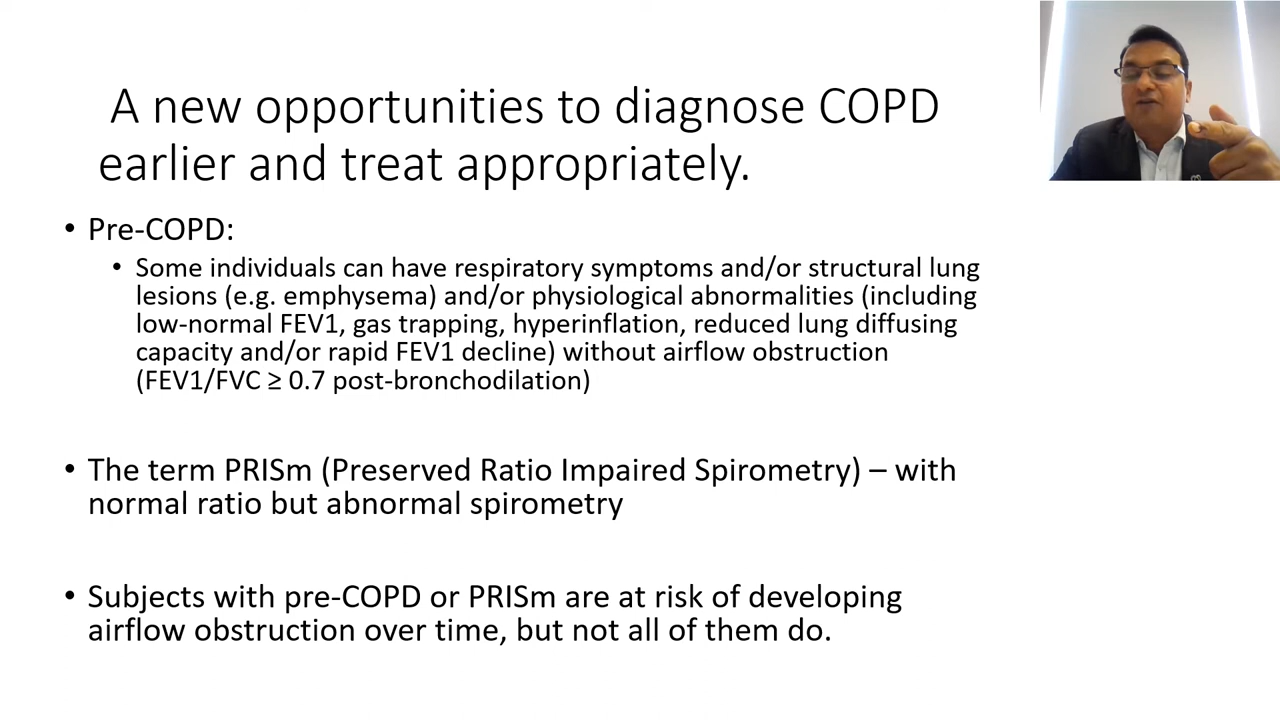 A new opportunities to diagnose COPD
earlier and treat appropriately.
• Pre-COPD:
• Some individuals can have respiratory symptoms and/or structural lung
lesions (e.g. emphysema) and/or physiological abnormalities (including
low-normal FEV1, gas trapping, hyperinflation, reduced lung diffusing
capacity and/or rapid FEV1 decline) without airflow obstruction
(FEV1/FVC ≥ 0.7 post-bronchodilation)
• The term PRISm (Preserved Ratio Impaired Spirometry) – with
normal ratio but abnormal spirometry
• Subjects with pre-COPD or PRISm are at risk of developing
airflow obstruction over time, but not all of them do.